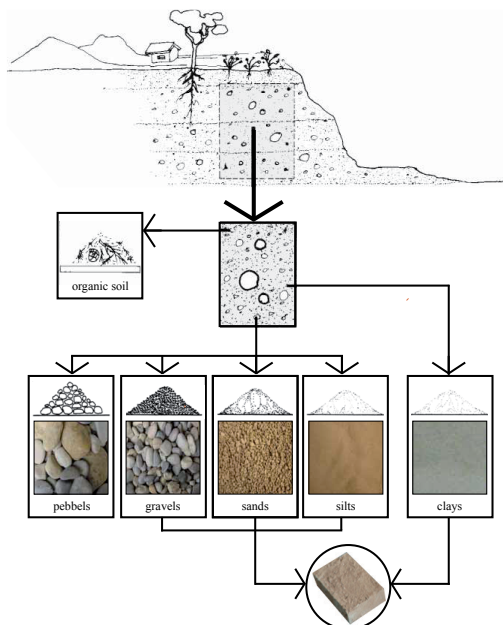 organic soil
pebbels
gravels
sands
silts
clays